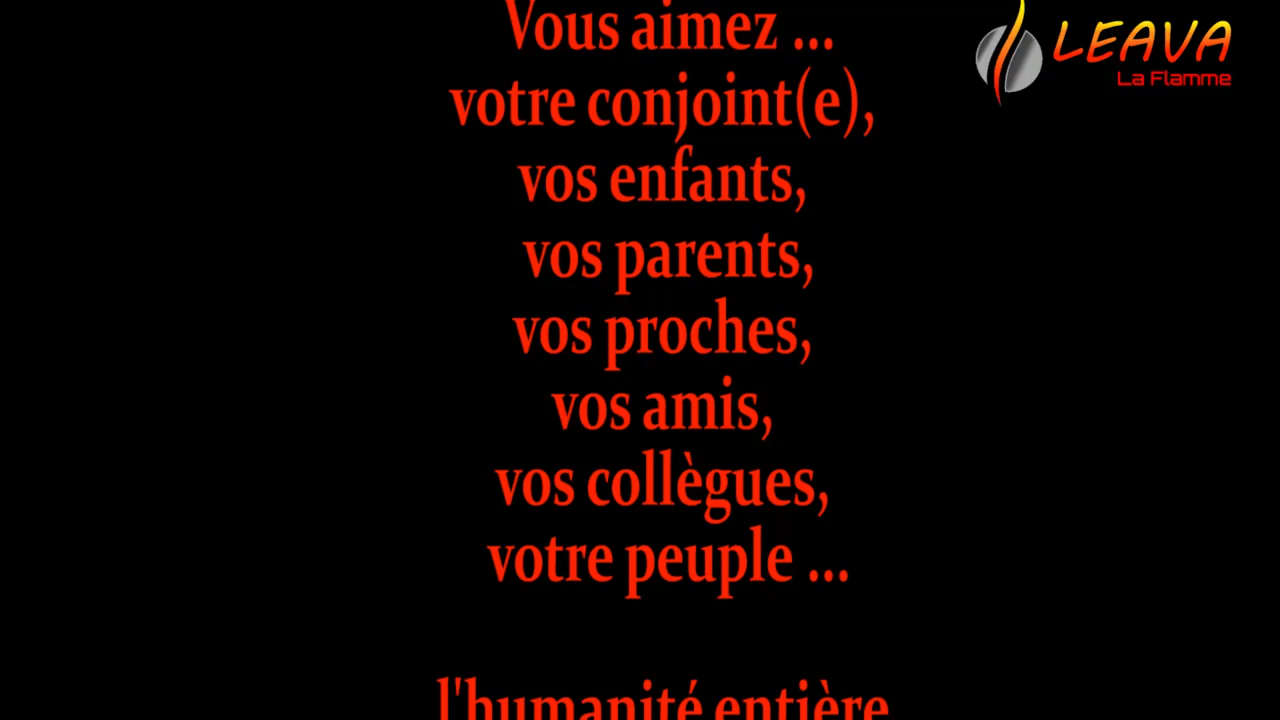 Vous aimez ...
votre conjoint(e),
vos enfants,
vos parents,
vos proches,
vos amis,
vos collègues,
votre peuple ...
l'humanité entière
LEAVA
La Flamme